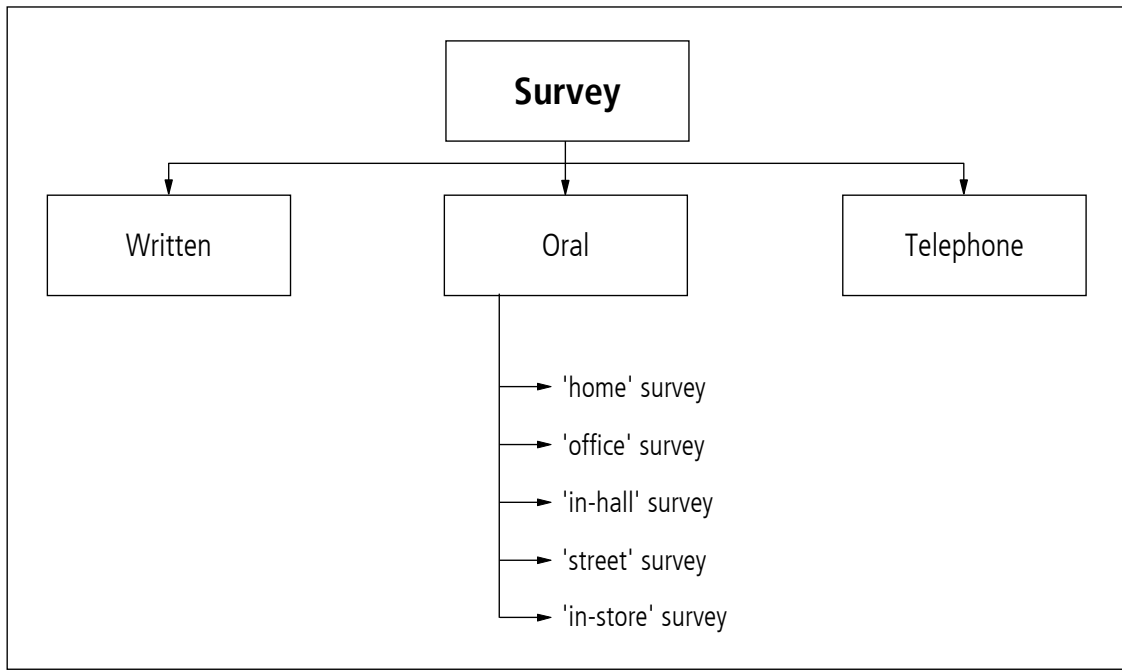 Survey
Written
Oral
Telephone
'home' survey
'office' survey
'in-hall' survey
'street' survey
'in-store' survey